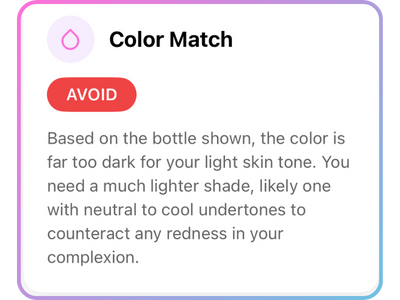 Color Match
AVOID
Based on the bottle shown, the color is
far too dark for your light skin tone. You
need a much lighter shade, likely one
with neutral to cool undertones to
counteract any redness in your
complexion.